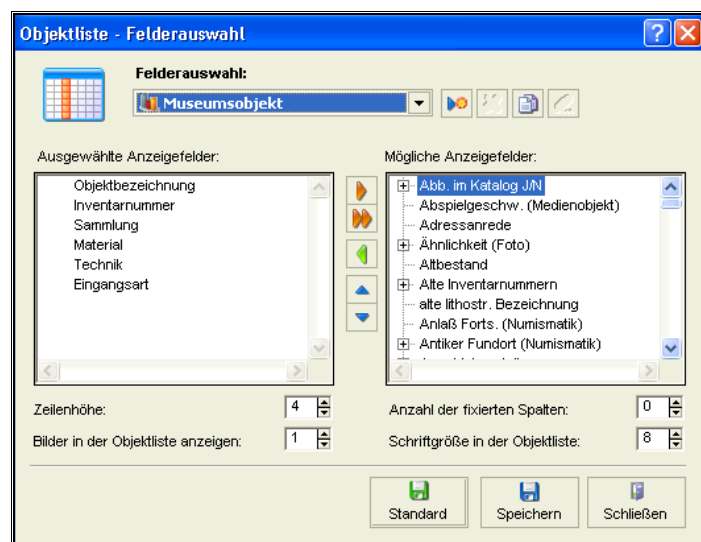 Objektliste - Felderauswahl
Felderauswahl:
Museumsobjekt
Ausgewählte Anzeigefelder:
Objektbezeichnung
Inventarnummer
Sammlung
Material
Technik
Eingangsart
Mögliche Anzeigefelder:
Abb. im Katalog J/N
Abspielgeschw. (Medienobjekt)
Adressanrede
Ähnlichkeit (Foto)
Altbestand
Alte Inventarnummern
alte lithostr. Bezeichnung
Anlaß Forts. (Numismatik)
Antiker Fundort (Numismatik)
Zeilenhöhe: 4
Anzahl der fixierten Spalten: 0
Bilder in der Objektliste anzeigen: 1
Schriftgröße in der Objektliste: 8
Standard
Speichern
Schließen